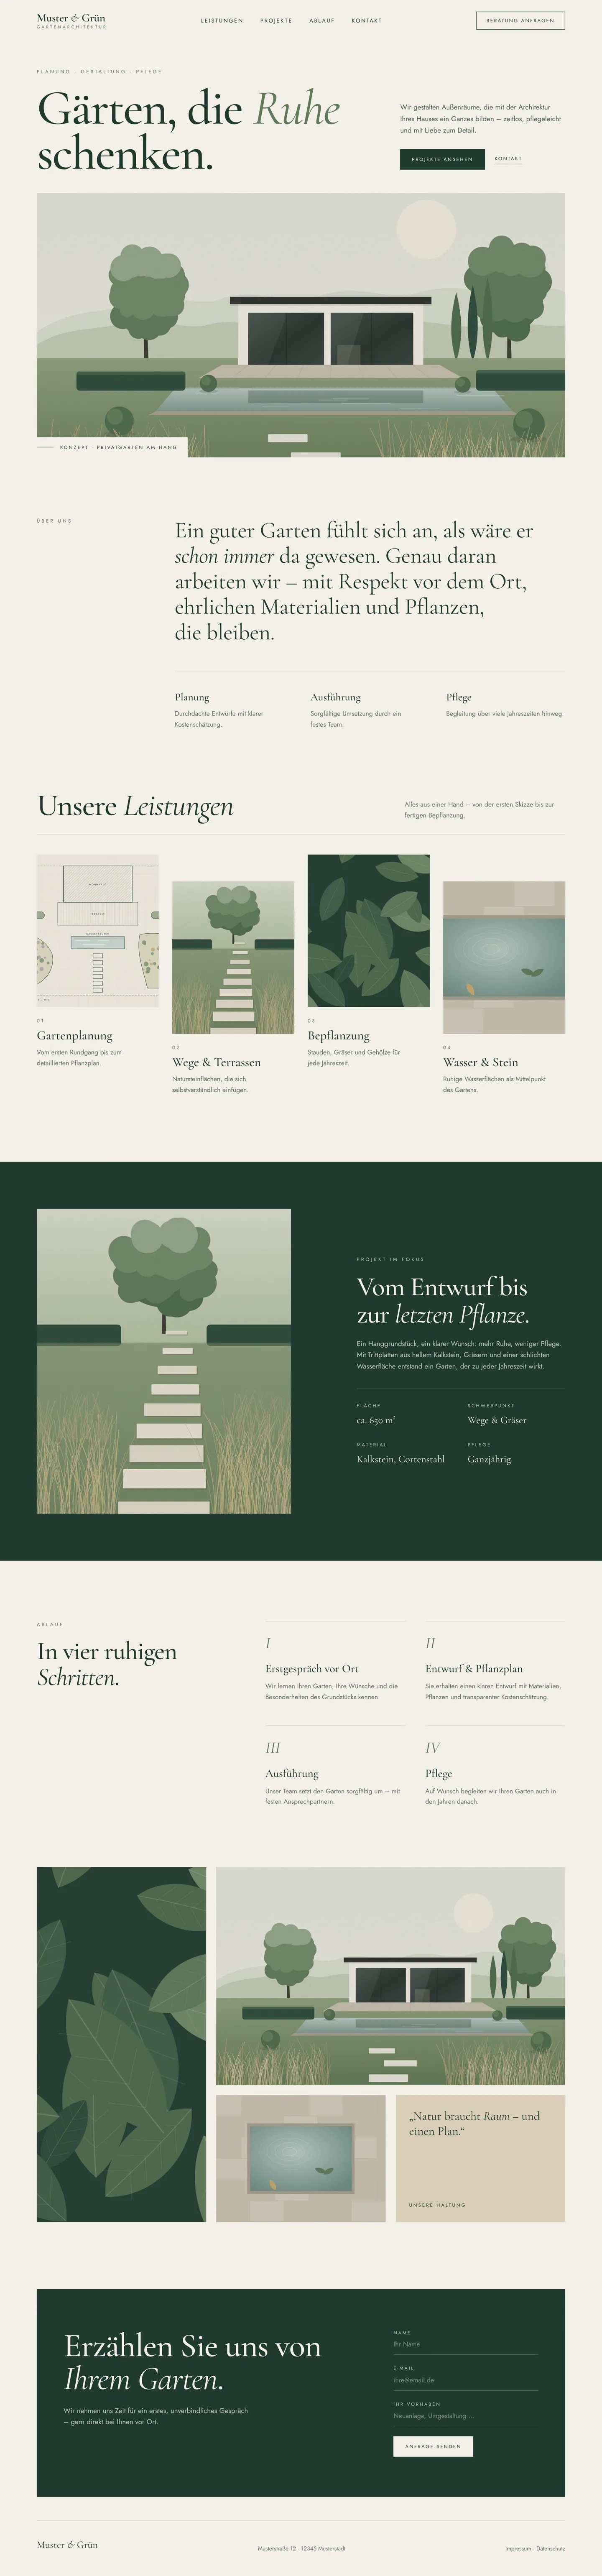 Muster & Grün
GARTENARCHITEKTUR
LEISTUNGEN
PROJEKTE
ABLAUF
KONTAKT
BERATUNG ANFRAGEN
PLANUNG · GESTALTUNG · PFLEGE
Gärten, die Ruhe
schenken.
Wir gestalten Außenräume, die mit der Architektur
Ihres Hauses ein Ganzes bilden – zeitlos, pflegeleicht
und mit Liebe zum Detail.
PROJEKTE ANSEHEN
KONTAKT
KONZEPT · PRIVATGARTEN AM HANG
ÜBER UNS
Ein guter Garten fühlt sich an, als wäre er
schon immer da gewesen. Genau daran
arbeiten wir – mit Respekt vor dem Ort,
ehrlichen Materialien und Pflanzen,
die bleiben.
Planung
Durchdachte Entwürfe mit klarer
Kostenschätzung.
Ausführung
Sorgfältige Umsetzung durch ein
festes Team.
Pflege
Begleitung über viele Jahreszeiten hinweg.
Unsere Leistungen
Alles aus einer Hand – von der ersten Skizze bis zur
fertigen Bepflanzung.
TERRASSE
01
Gartenplanung
Vom ersten Rundgang bis zum
detaillierten Pflanzplan.
02
Wege & Terrassen
Natursteinflächen, die sich
selbstverständlich einfügen.
03
Bepflanzung
Stauden, Gräser und Gehölze für
jede Jahreszeit.
04
Wasser & Stein
Ruhige Wasserflächen als Mittelpunkt
des Gartens.
PROJEKT IM FOKUS
Vom Entwurf bis
zur letzten Pflanze.
Ein Hanggrundstück, ein klarer Wunsch: mehr Ruhe, weniger Pflege.
Mit Trittplatten aus hellem Kalkstein, Gräsern und einer schlichten
Wasserfläche entstand ein Garten, der zu jeder Jahreszeit wirkt.
FLÄCHE
ca. 650 m²
SCHWERPUNKT
Wege & Gräser
MATERIAL
Kalkstein, Cortenstahl
PFLEGE
Ganzjährig
ABLAUF
In vier ruhigen
Schritten.
I
Erstgespräch vor Ort
Wir lernen Ihren Garten, Ihre Wünsche und die
Besonderheiten des Grundstücks kennen.
II
Entwurf & Pflanzplan
Sie erhalten einen klaren Entwurf mit Materialien,
Pflanzen und transparenter Kostenschätzung.
III
Ausführung
Unser Team setzt den Garten sorgfältig um – mit
festen Ansprechpartnern.
IV
Pflege
Auf Wunsch begleiten wir Ihren Garten auch in
den Jahren danach.
„Natur braucht Raum – und
einen Plan.“
UNSERE HALTUNG
Erzählen Sie uns von
Ihrem Garten.
Wir nehmen uns Zeit für ein erstes, unverbindliches Gespräch
– gern direkt bei Ihnen vor Ort.
NAME
Ihr Name
E-MAIL
ihre@email.de
IHR VORHABEN
Neuanlage, Umgestaltung …
ANFRAGE SENDEN
Muster & Grün
Musterstraße 12 · 12345 Musterstadt
Impressum · Datenschutz